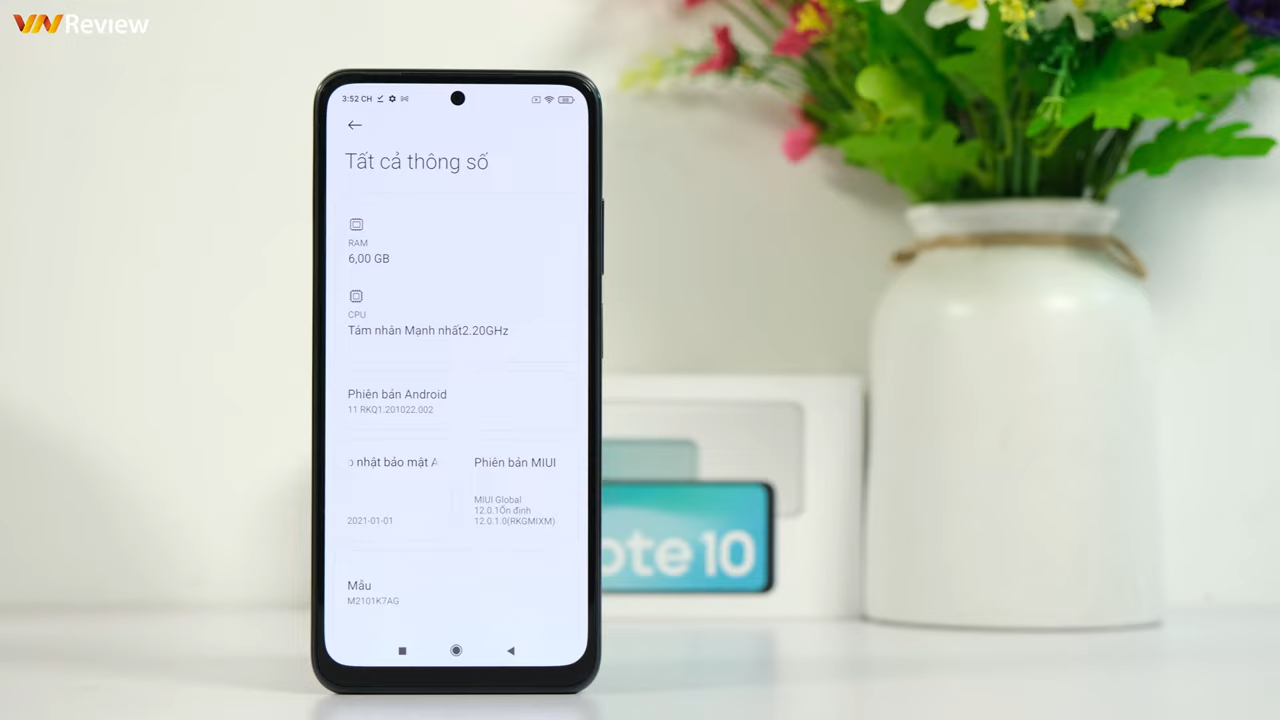 VN Review
3:52 CH
Tất cả thông số
RAM
6,00 GB
CPU
Tám nhân Mạnh nhất2.20GHz
Phiên bản Android
11 RKQ1.201022.002
nhật bảo mật
2021-01-01
Phiên bản MIUI
MIUI Global
12.0.1Ổn định
12.0.1.0(RKGMIXM)
Mẫu
M2101K7AG
ote 10